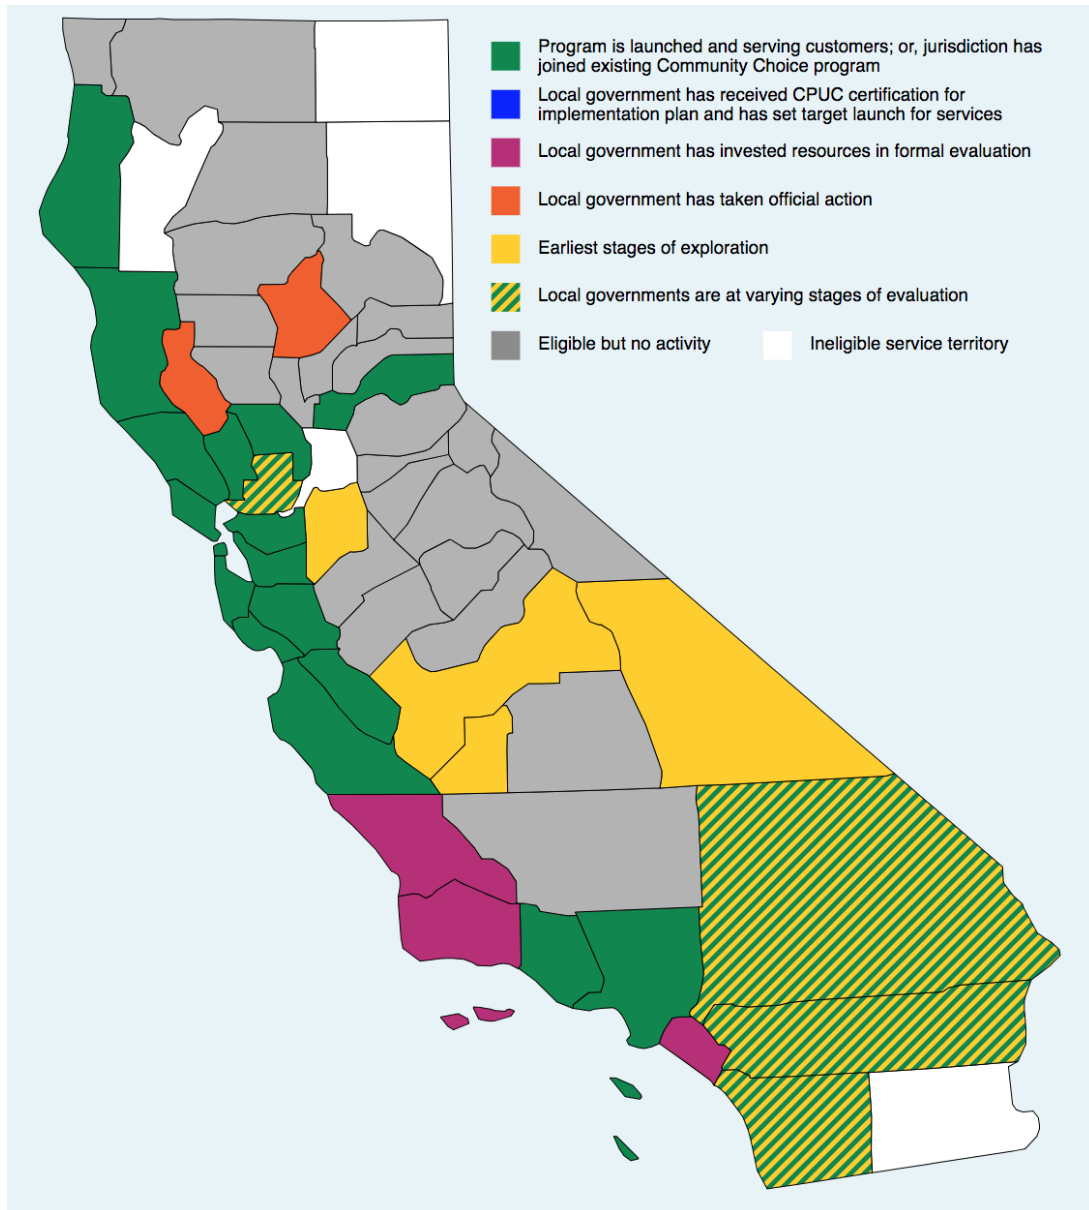 Program is launched and serving customers; or, jurisdiction has
joined existing Community Choice program
Local government has received CPUC certification for
implementation plan and has set target launch for services
Local government has invested resources in formal evaluation
Local government has taken official action
Earliest stages of exploration
Local governments are at varying stages of evaluation
Eligible but no activity
Ineligible service territory